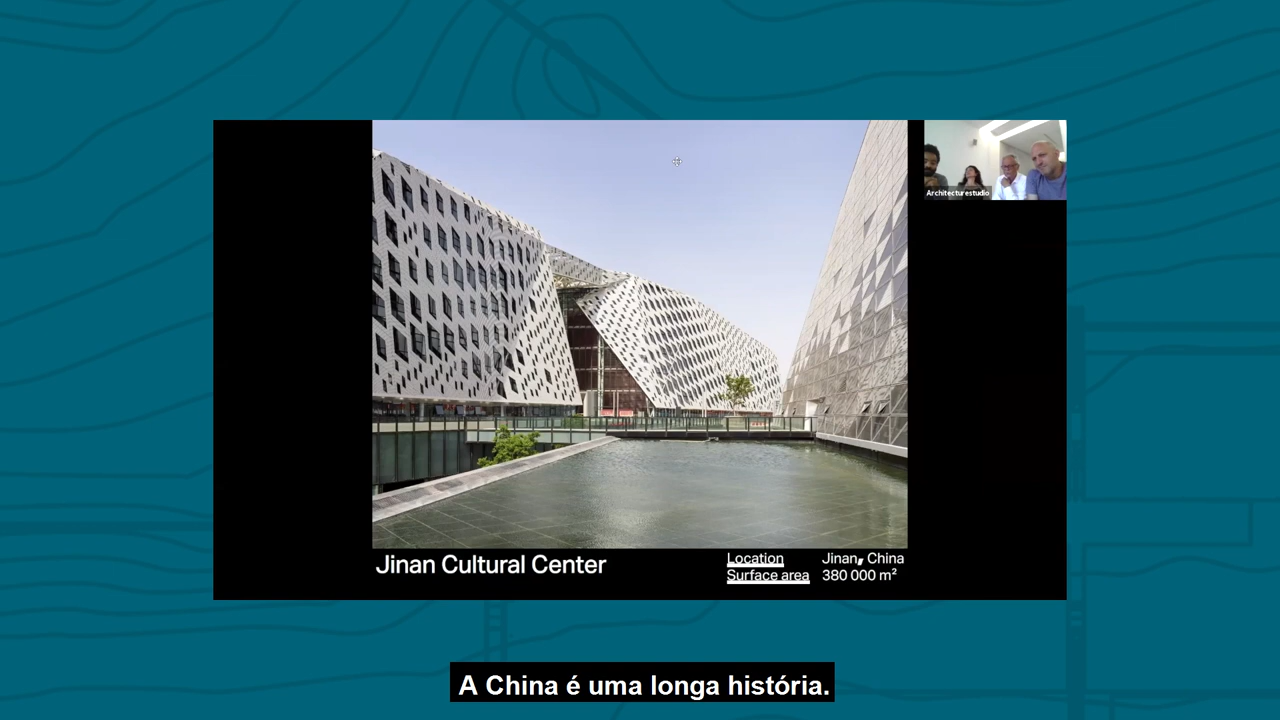 Architecturestudio
Jinan Cultural Center
Location Jinan, China
Surface area 380 000 m²
A China é uma longa história.